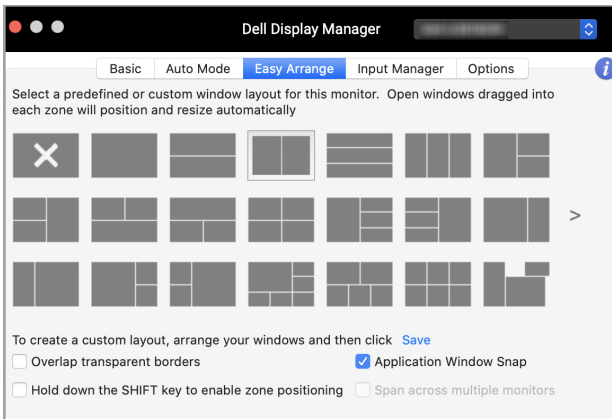 Dell Display Manager
Basic Auto Mode Easy Arrange Input Manager Options
Select a predefined or custom window layout for this monitor. Open windows dragged into
each zone will position and resize automatically
>
To create a custom layout, arrange your windows and then click Save
Overlap transparent borders Application Window Snap
Hold down the SHIFT key to enable zone positioning Span across multiple monitors